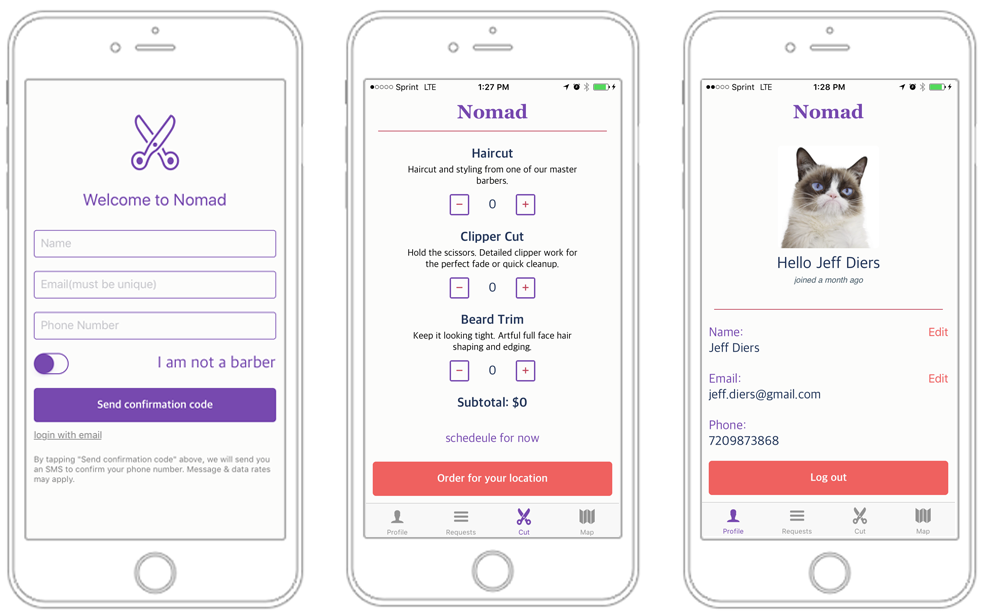 Welcome to Nomad
Name
Email(must be unique)
Phone Number
I am not a barber
Send confirmation code
login with email
By tapping "Send confirmation code" above, we will send you
an SMS to confirm your phone number. Message & data rates
may apply.
Sprint LTE 1:27 PM
Nomad
Haircut
Haircut and styling from one of our master
barbers.
− 0 +
Clipper Cut
Hold the scissors. Detailed clipper work for
the perfect fade or quick cleanup.
− 0 +
Beard Trim
Keep it looking tight. Artful full face hair
shaping and edging.
− 0 +
Subtotal: $0
schedeule for now
Order for your location
Profile Requests Cut Map
Sprint LTE 1:28 PM
Nomad
Hello Jeff Diers
joined a month ago
Name: Edit
Jeff Diers
Email: Edit
jeff.diers@gmail.com
Phone:
7209873868
Log out
Profile Requests Cut Map